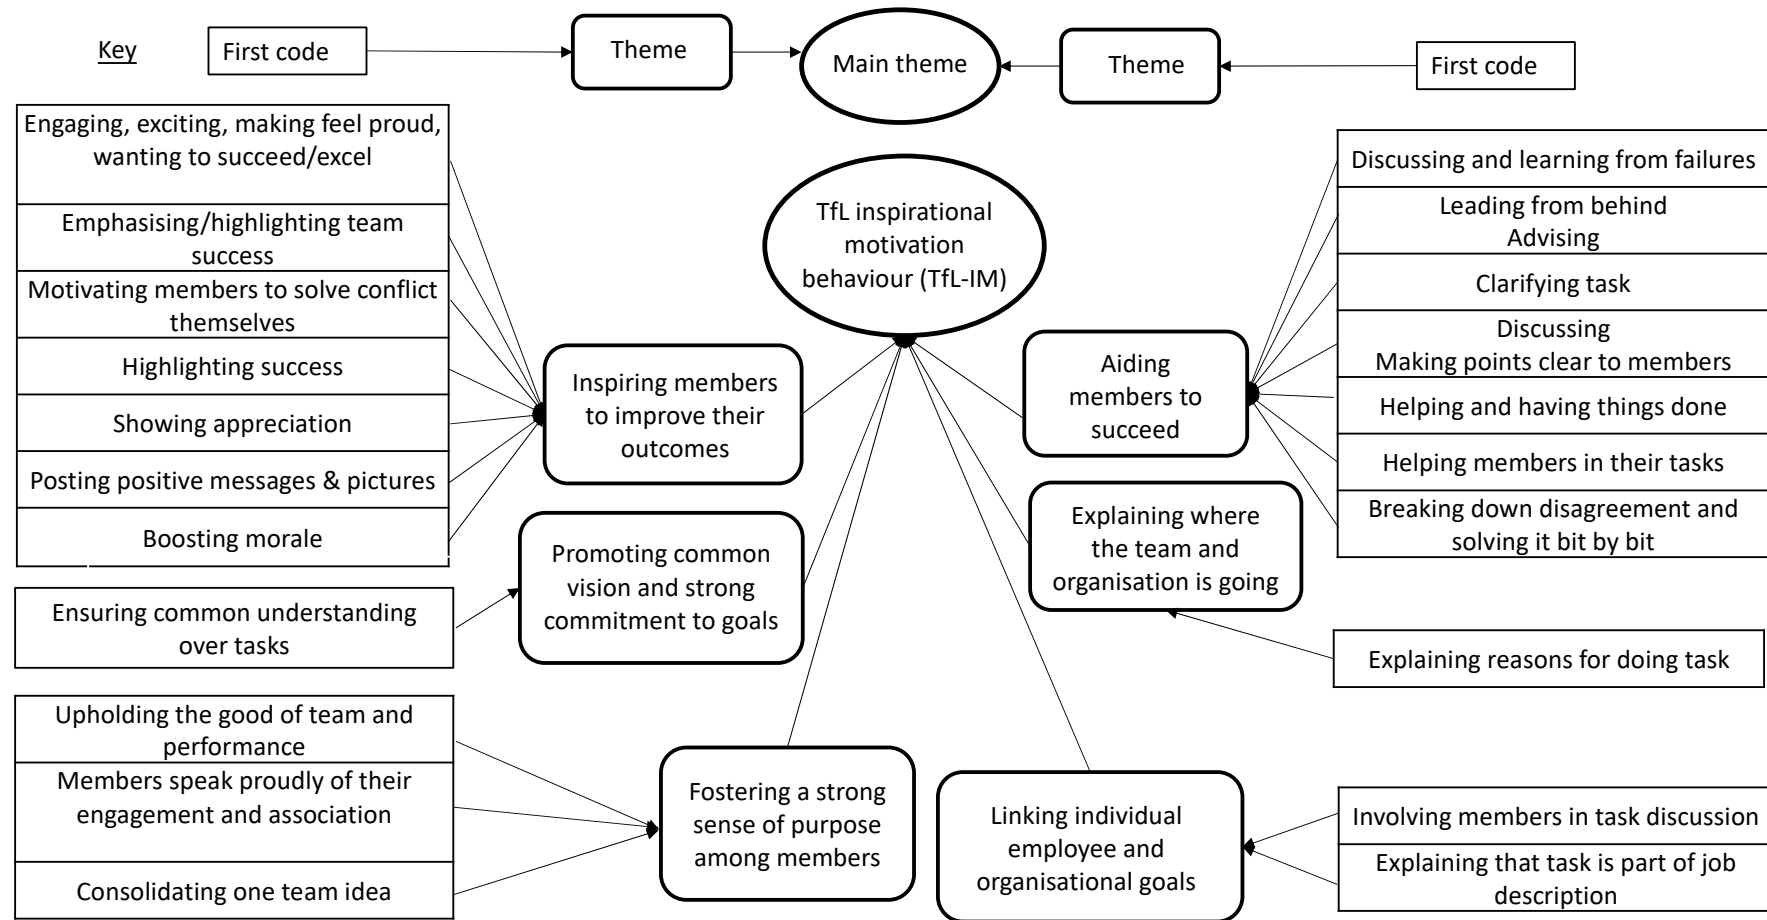 Key
First code
Theme
Main theme
Theme
First code
Engaging, exciting, making feel proud,
wanting to succeed/excel
Emphasising/highlighting team
success
Motivating members to solve conflict
themselves
Highlighting success
Showing appreciation
Posting positive messages & pictures
Boosting morale
Ensuring common understanding
over tasks
Upholding the good of team and
performance
Members speak proudly of their
engagement and association
Consolidating one team idea
Inspiring members
to improve their
outcomes
Promoting common
vision and strong
commitment to goals
Fostering a strong
sense of purpose
among members
TfL inspirational
motivation
behaviour (TfL-IM)
Aiding
members to
succeed
Explaining where
the team and
organisation is going
Linking individual
employee and
organisational goals
Discussing and learning from failures
Leading from behind
Advising
Clarifying task
Discussing
Making points clear to members
Helping and having things done
Helping members in their tasks
Breaking down disagreement and
solving it bit by bit
Explaining reasons for doing task
Involving members in task discussion
Explaining that task is part of job
description